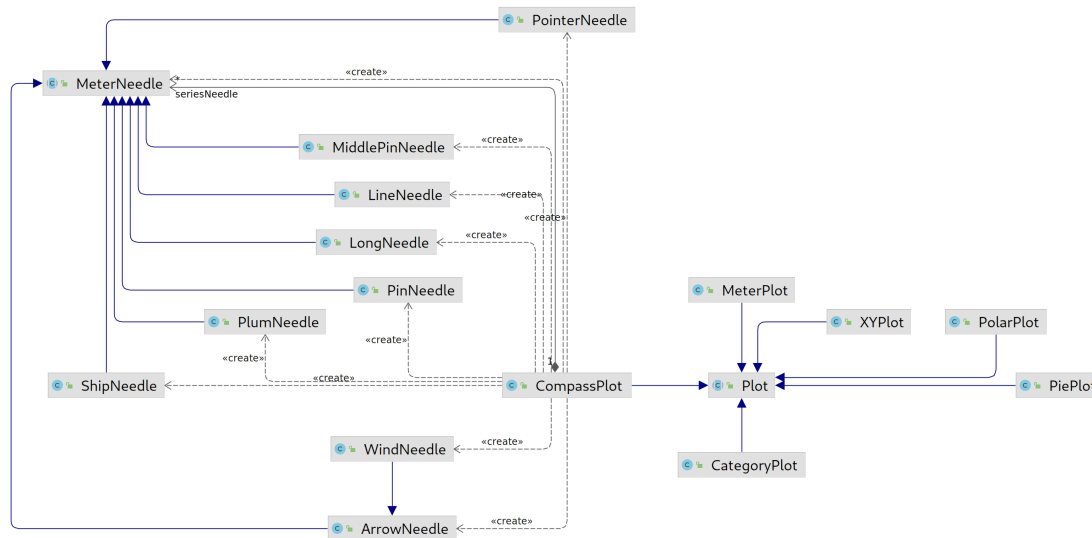 PointerNeedle
«create»
MeterNeedle
*
seriesNeedle
«create»
MiddlePinNeedle
«create»
LineNeedle
«create»
«create»
LongNeedle
PinNeedle
MeterPlot
PlumNeedle
XYPlot
PolarPlot
«create»
«create»
«create»
1
ShipNeedle
CompassPlot
Plot
PiePlot
«create»
WindNeedle
CategoryPlot
«create»
ArrowNeedle